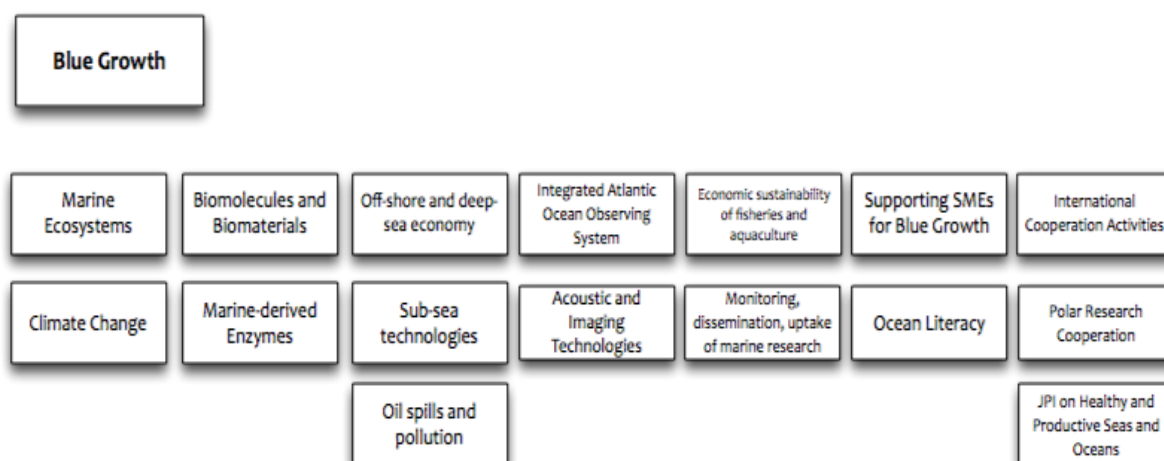 Blue Growth
Marine
Ecosystems
Biomolecules and
Biomaterials
Off-shore and deep-
sea economy
Integrated Atlantic
Ocean Observing
System
Economic sustainability
of fisheries and
aquaculture
Supporting SMEs
for Blue Growth
International
Cooperation Activities
Climate Change
Marine-derived
Enzymes
Sub-sea
technologies
Acoustic and
Imaging
Technologies
Monitoring,
dissemination, uptake
of marine research
Ocean Literacy
Polar Research
Cooperation
Oil spills and
pollution
JPI on Healthy and
Productive Seas and
Oceans